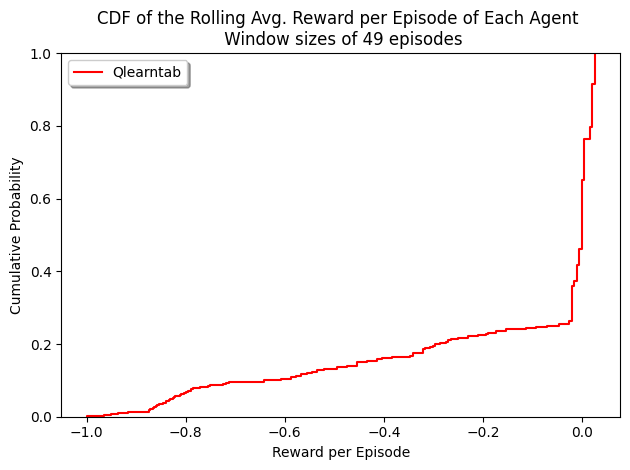 CDF of the Rolling Avg. Reward per Episode of Each Agent
Window sizes of 49 episodes
1.0
0.8
0.6
0.4
0.2
0.0
Cumulative Probability
Qlearntab
−1.0
−0.8
−0.6
−0.4
−0.2
0.0
Reward per Episode